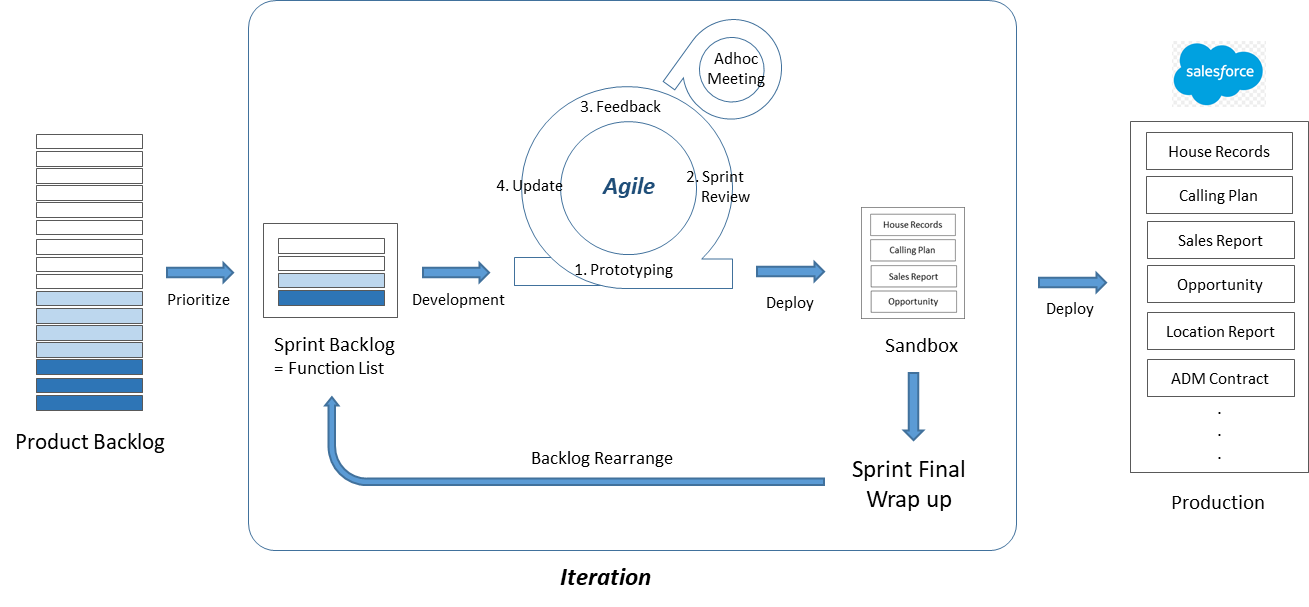 Product Backlog
Prioritize
Sprint Backlog
= Function List
Development
Adhoc
Meeting
3. Feedback
4. Update
Agile
2. Sprint
Review
1. Prototyping
Deploy
House Records
Calling Plan
Sales Report
Opportunity
Sandbox
Sprint Final
Wrap up
Backlog Rearrange
Iteration
Deploy
salesforce
House Records
Calling Plan
Sales Report
Opportunity
Location Report
ADM Contract
.
.
.
Production